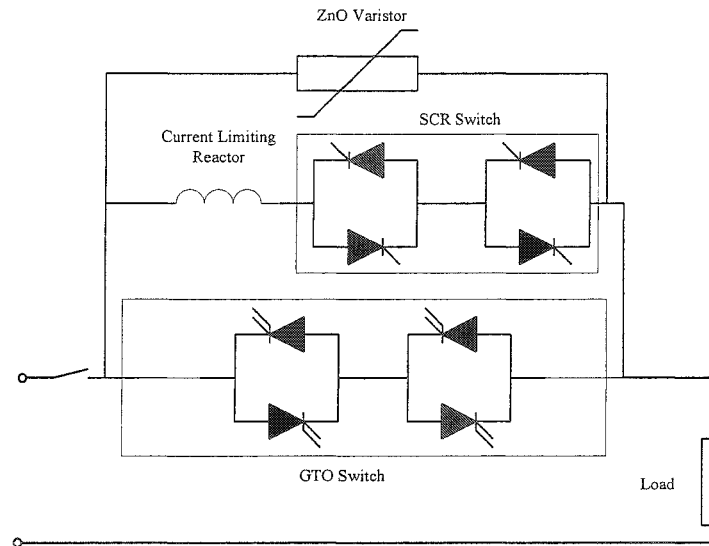 ZnO Varistor
SCR Switch
Current Limiting
Reactor
GTO Switch
Load